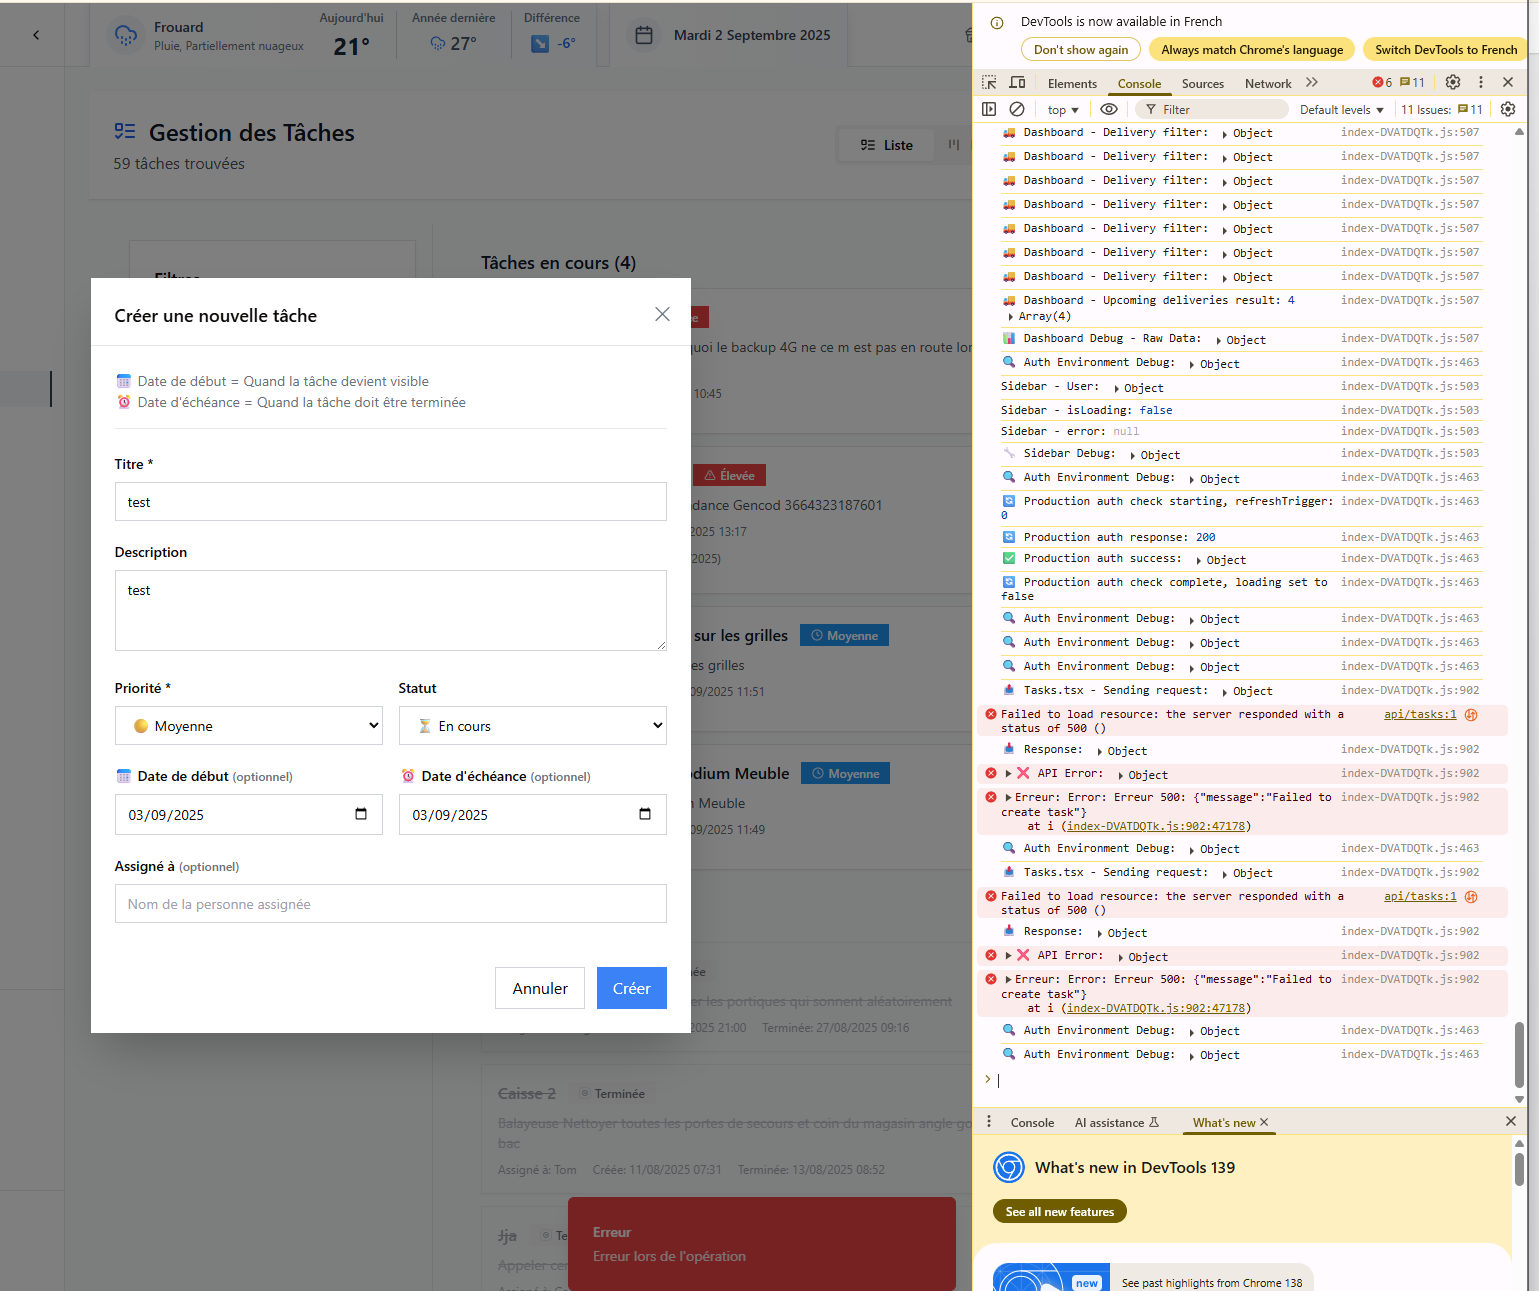 Frouard
Pluie, Partiellement nuageux
Aujourd'hui
21°
Année dernière
27°
Différence
-6°
Mardi 2 Septembre 2025
Gestion des Tâches
59 tâches trouvées
Liste
Filtres
Tâches en cours (4)
uoi le backup 4G ne ce m est pas en route lor
10:45
Élevée
dance Gencod 3664323187601
2025 13:17
2025)
sur les grilles
Moyenne
es grilles
09/2025 11:51
odium Meuble
Moyenne
n Meuble
09/2025 11:49
ée
er les portiques qui sonnent aléatoirement
2025 21:00 Terminée: 27/08/2025 09:16
Caisse 2
Terminée
Balayeuse Nettoyer toutes les portes de secours et coin du magasin angle go
bac
Assigné à: Tom Créée: 11/08/2025 07:31 Terminée: 13/08/2025 08:52
Jja
Te
Appeler cer
Créer une nouvelle tâche
Date de début = Quand la tâche devient visible
Date d'échéance = Quand la tâche doit être terminée
Titre *
test
Description
test
Priorité *
Statut
Moyenne
En cours
Date de début (optionnel)
Date d'échéance (optionnel)
03/09/2025
03/09/2025
Assigné à (optionnel)
Nom de la personne assignée
Annuler
Créer
Erreur
Erreur lors de l'opération
DevTools is now available in French
Don't show again
Always match Chrome's language
Switch DevTools to French
Elements Console Sources Network 6 11
top Filter Default levels 11 Issues: 11
Dashboard - Delivery filter: Object index-DVATDQTk.js:507
Dashboard - Delivery filter: Object index-DVATDQTk.js:507
Dashboard - Delivery filter: Object index-DVATDQTk.js:507
Dashboard - Delivery filter: Object index-DVATDQTk.js:507
Dashboard - Delivery filter: Object index-DVATDQTk.js:507
Dashboard - Delivery filter: Object index-DVATDQTk.js:507
Dashboard - Delivery filter: Object index-DVATDQTk.js:507
Dashboard - Upcoming deliveries result: 4 index-DVATDQTk.js:507
Array(4)
Dashboard Debug - Raw Data: Object index-DVATDQTk.js:507
Auth Environment Debug: Object index-DVATDQTk.js:463
Sidebar - User: Object index-DVATDQTk.js:503
Sidebar - isLoading: false index-DVATDQTk.js:503
Sidebar - error: null index-DVATDQTk.js:503
Sidebar Debug: Object index-DVATDQTk.js:503
Auth Environment Debug: Object index-DVATDQTk.js:463
Production auth check starting, refreshTrigger: index-DVATDQTk.js:463
0
Production auth response: 200 index-DVATDQTk.js:463
Production auth success: Object index-DVATDQTk.js:463
Production auth check complete, loading set to index-DVATDQTk.js:463
false
Auth Environment Debug: Object index-DVATDQTk.js:463
Auth Environment Debug: Object index-DVATDQTk.js:463
Auth Environment Debug: Object index-DVATDQTk.js:463
Tasks.tsx - Sending request: Object index-DVATDQTk.js:902
Failed to load resource: the server responded with a api/tasks:1
status of 500 ()
Response: Object index-DVATDQTk.js:902
API Error: Object index-DVATDQTk.js:902
Erreur: Error: Erreur 500: {"message":"Failed to index-DVATDQTk.js:902
create task"}
at i (index-DVATDQTk.js:902:47178)
Auth Environment Debug: Object index-DVATDQTk.js:463
Tasks.tsx - Sending request: Object index-DVATDQTk.js:902
Failed to load resource: the server responded with a api/tasks:1
status of 500 ()
Response: Object index-DVATDQTk.js:902
API Error: Object index-DVATDQTk.js:902
Erreur: Error: Erreur 500: {"message":"Failed to index-DVATDQTk.js:902
create task"}
at i (index-DVATDQTk.js:902:47178)
Auth Environment Debug: Object index-DVATDQTk.js:463
Auth Environment Debug: Object index-DVATDQTk.js:463
Console AI assistance What's new
What's new in DevTools 139
See all new features
new
See past highlights from Chrome 138